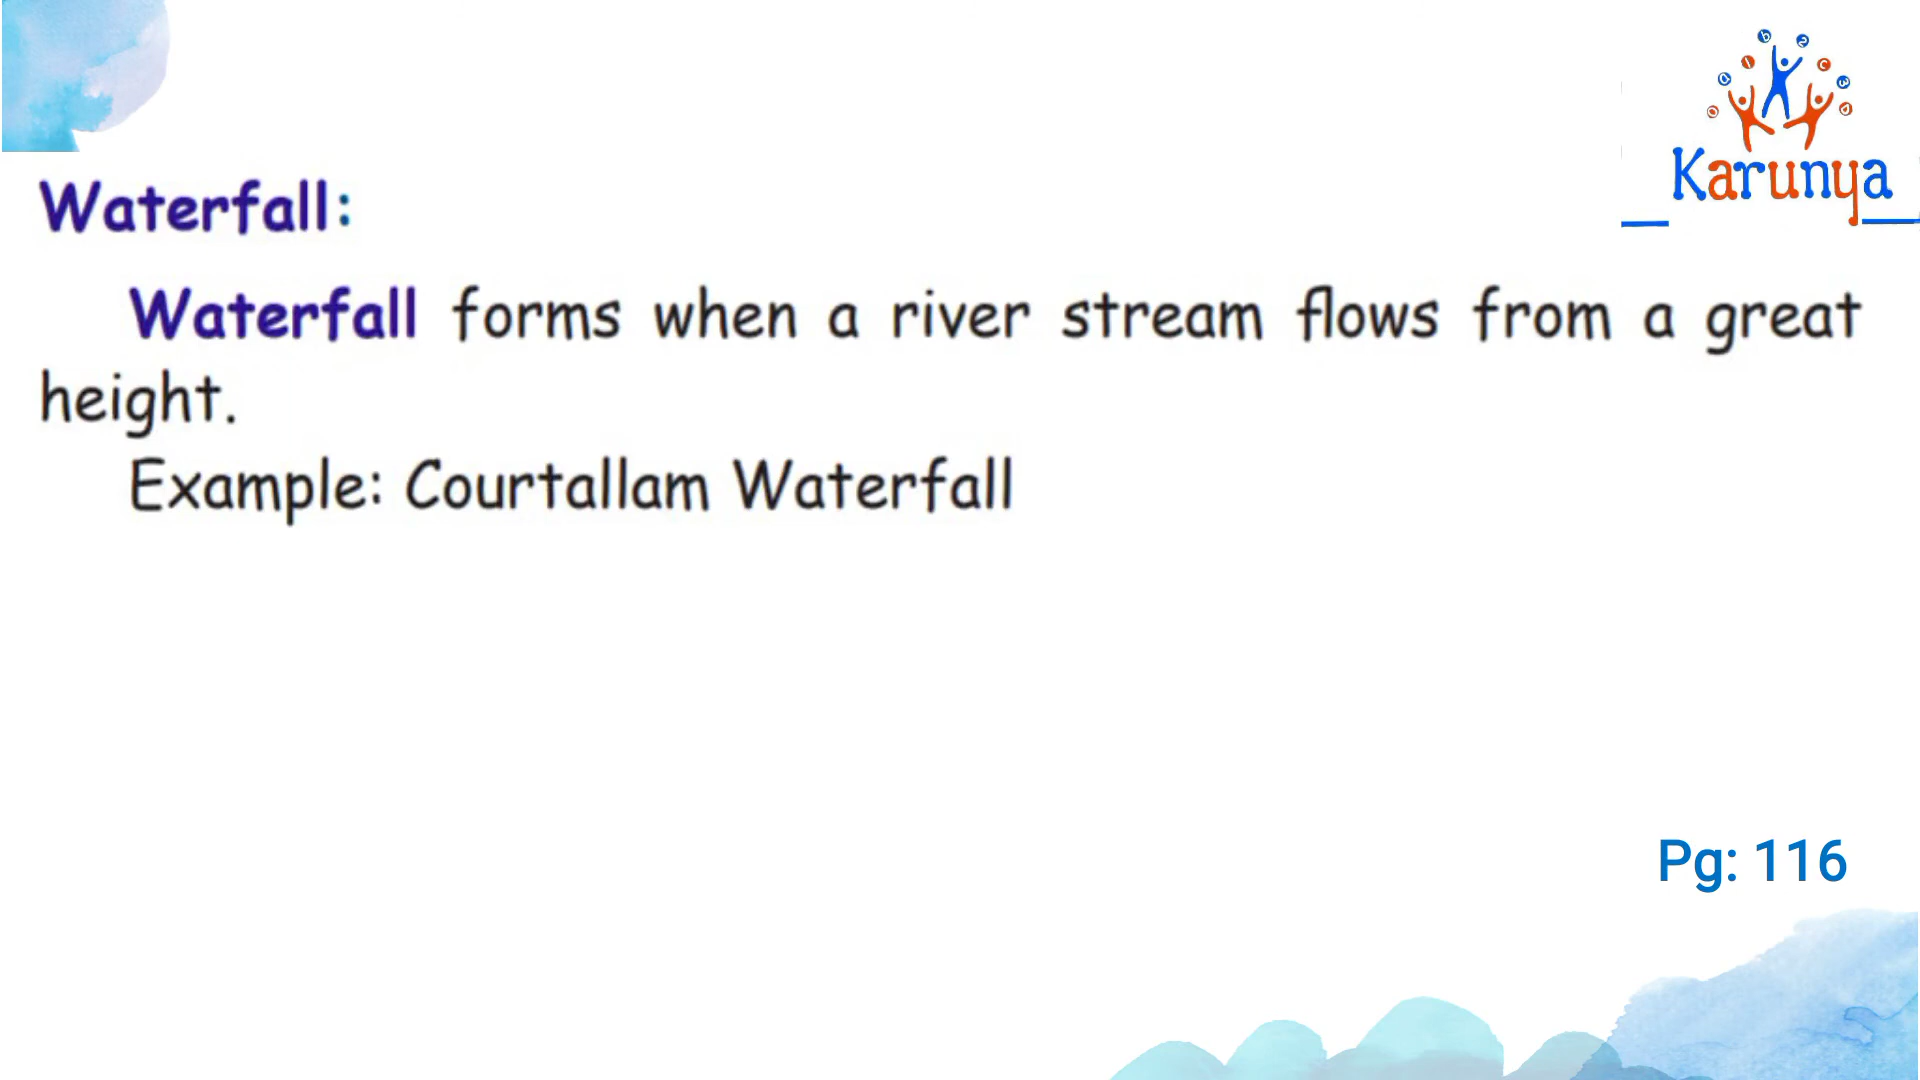 Karunya
Waterfall:
Waterfall forms when a river stream flows from a great
height.
Example: Courtallam Waterfall
Pg: 116